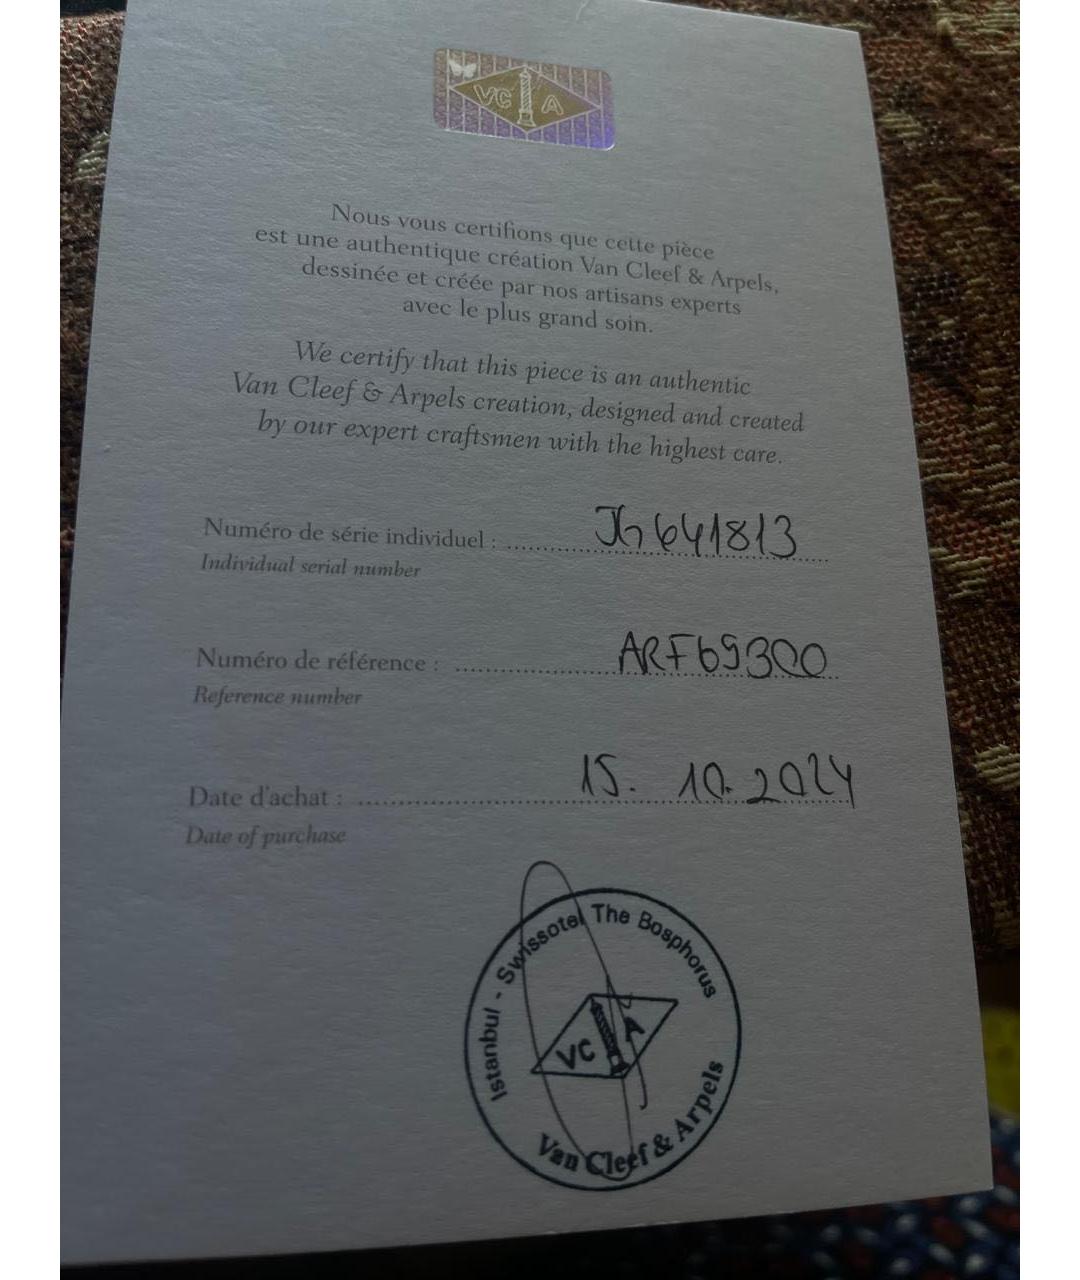 VC A
Nous vous certifions que cette pièce
est une authentique création Van Cleef & Arpels,
dessinée et créée par nos artisans experts
avec le plus grand soin.
We certify that this piece is an authentic
Van Cleef & Arpels creation, designed and created
by our expert craftsmen with the highest care.
Numéro de série individuel : JG641813
Individual serial number
Numéro de référence : ARF69300
Reference number
Date d'achat : 15. 10. 2024
Date of purchase
Istanbul - Swissotel The Bosphorus
VC A
Van Cleef & Arpels